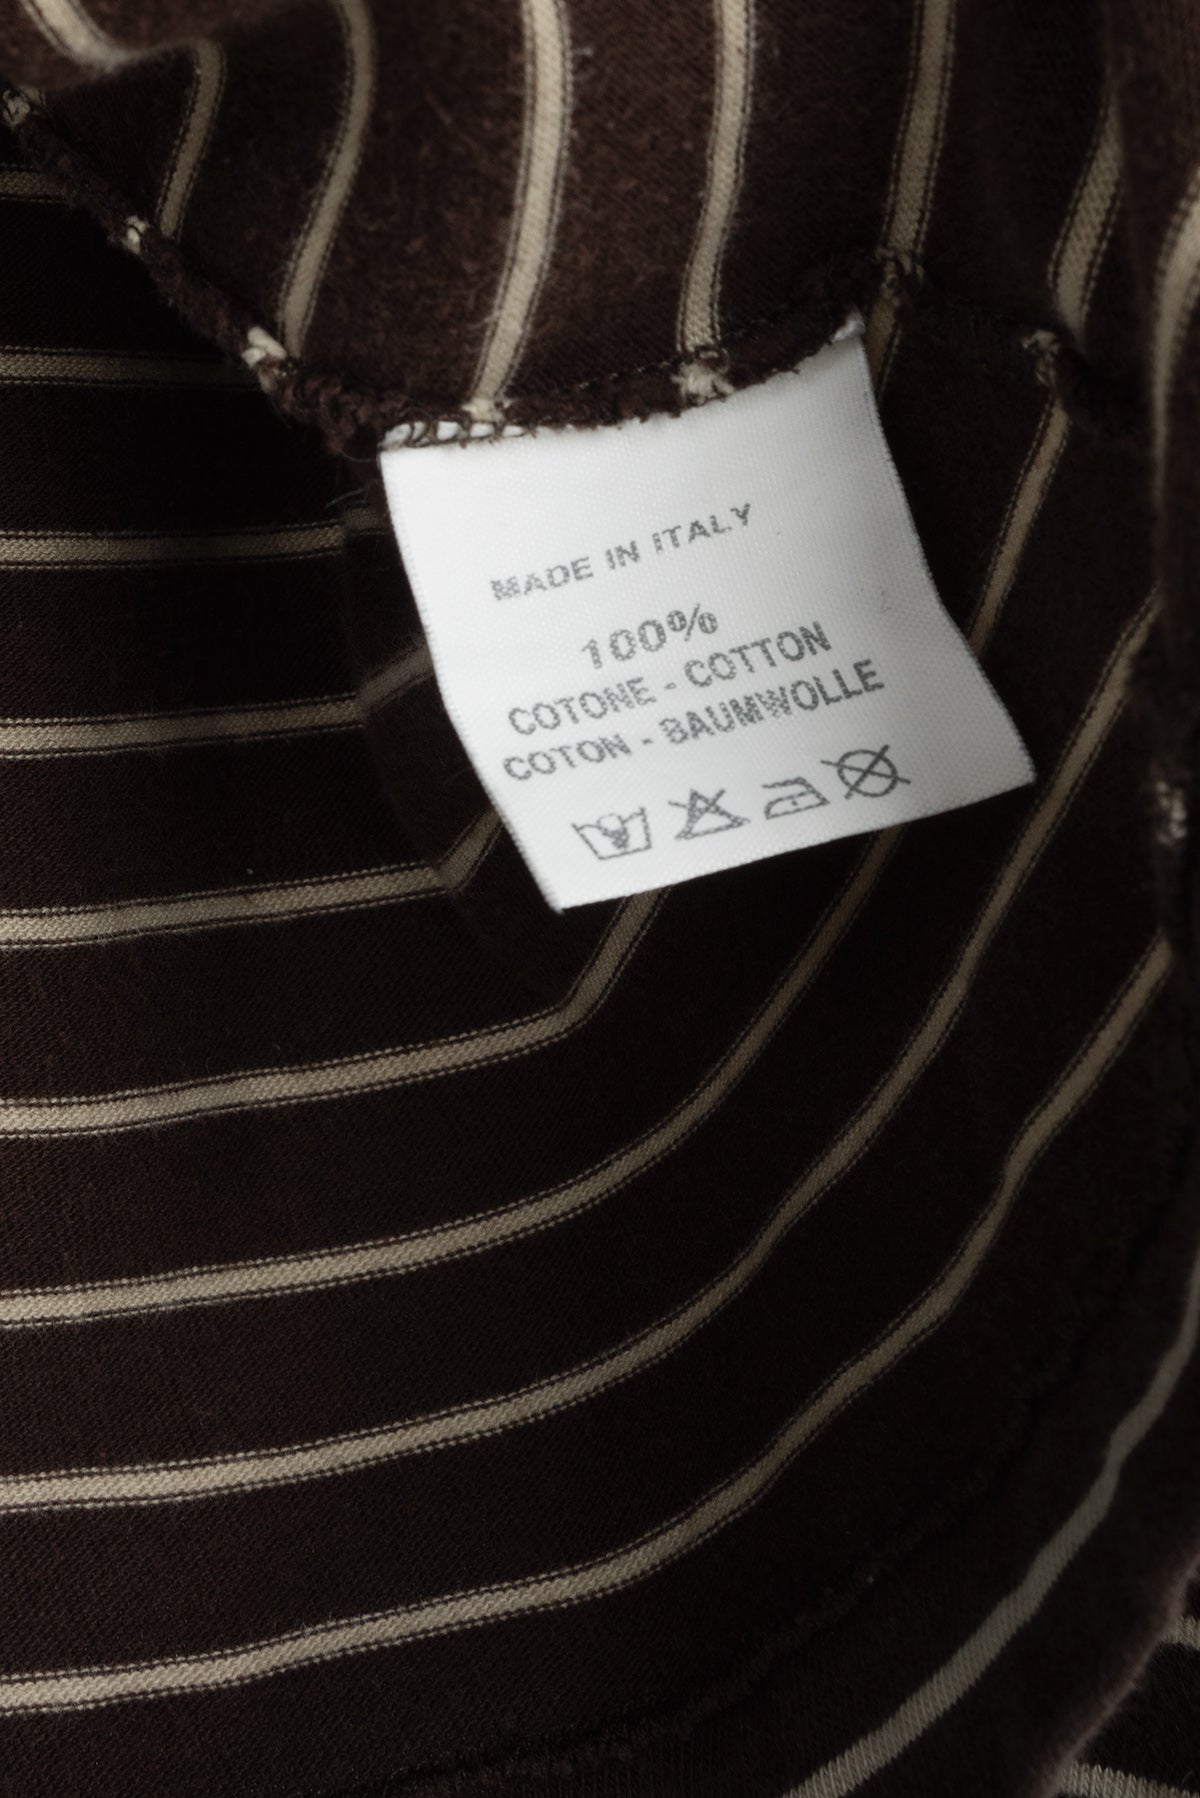 MADE IN ITALY
100%
COTONE - COTTON
COTON - BAUMWOLLE